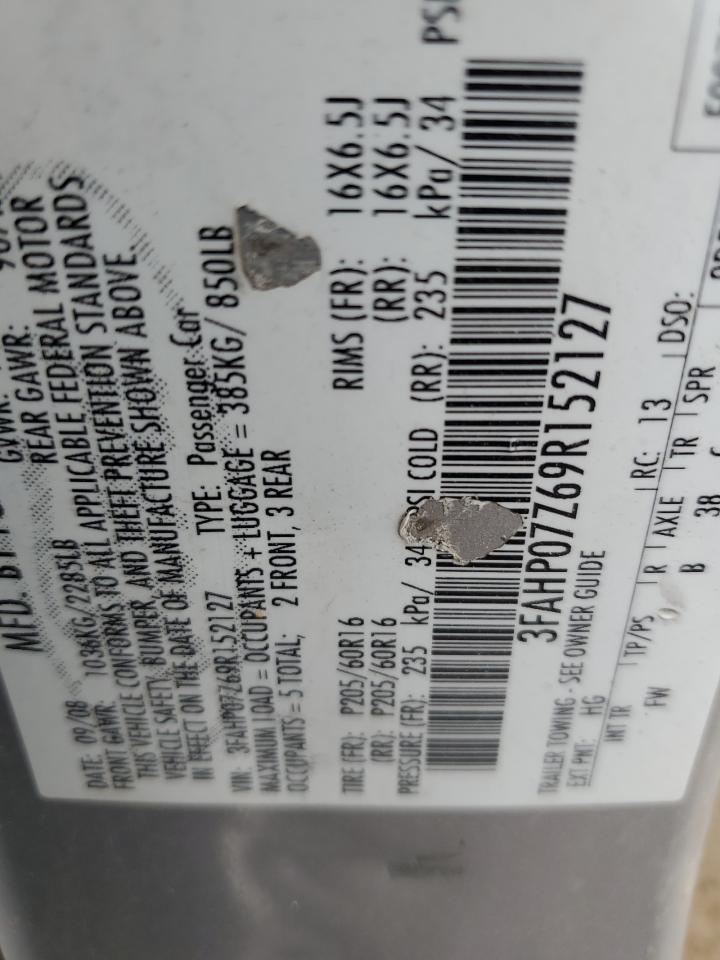 MFD. BY
GVWR:
DATE: 09/08
REAR GAWR:
FRONT GAWR: 1036KG/2285LB
THIS VEHICLE CONFORMS TO ALL APPLICABLE FEDERAL MOTOR
VEHICLE SAFETY, BUMPER, AND THEFT PREVENTION STANDARDS
IN EFFECT ON THE DATE OF MANUFACTURE SHOWN ABOVE.
VIN: 3FAHP07Z69R152127 TYPE: Passenger Car
MAXIMUM LOAD = OCCUPANTS + LUGGAGE = 385KG/ 850LB
OCCUPANTS = 5 TOTAL; 2 FRONT, 3 REAR
TIRE (FR): P205/60R16 RIMS (FR): 16X6.5J
(RR): P205/60R16 (RR): 16X6.5J
PRESSURE (FR): 235 kPa/ 34 PSI COLD (RR): 235 kPa/ 34 PSI
3FAHP07Z69R152127
TRAILER TOWING - SEE OWNER GUIDE
EXT PNT: HG RC: 13 DSO:
INT TR TP/PS R AXLE TR SPR
FW B 38